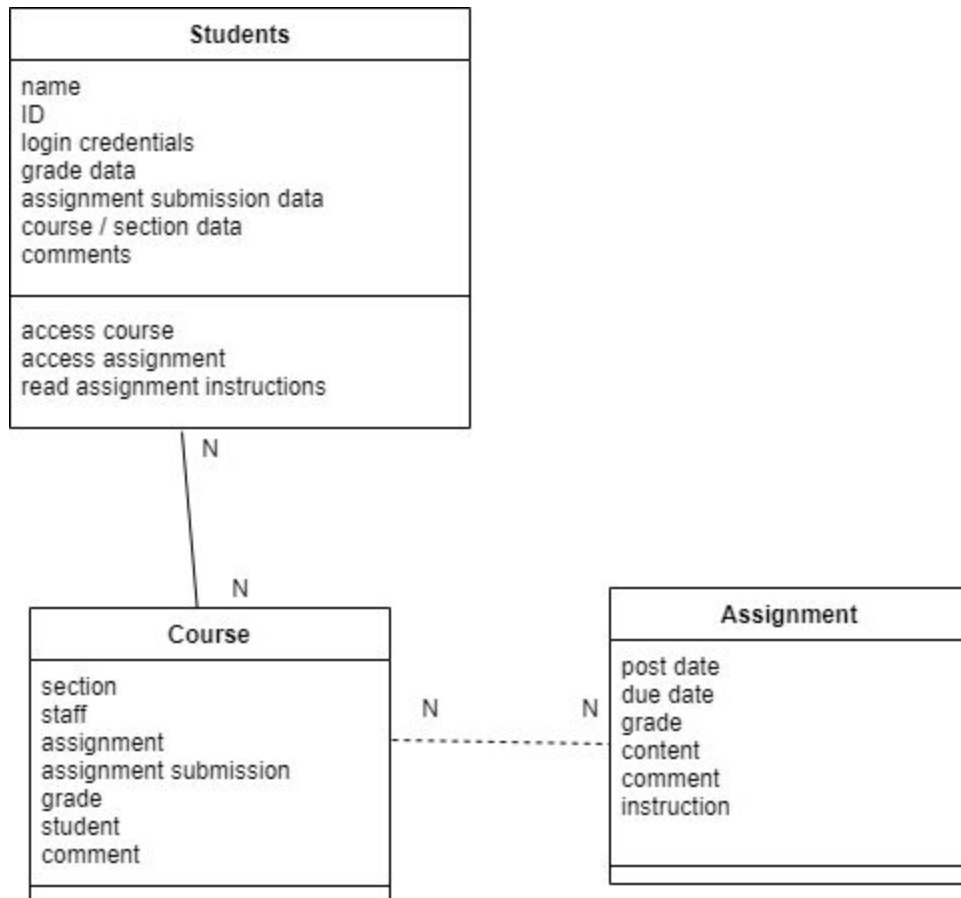 Students
name
ID
login credentials
grade data
assignment submission data
course / section data
comments
access course
access assignment
read assignment instructions
N
N
Course
section
staff
assignment
assignment submission
grade
student
comment
N
N
Assignment
post date
due date
grade
content
comment
instruction